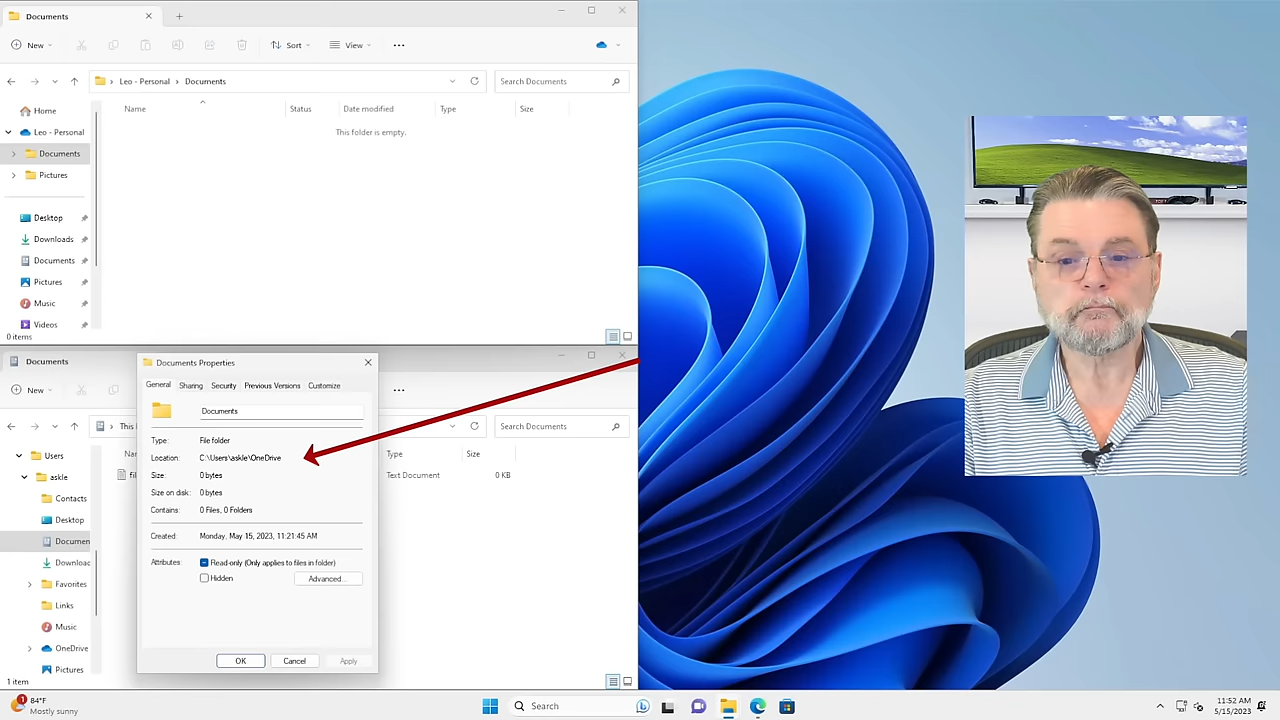 Documents
New
Sort
View
Leo - Personal
Documents
Search Documents
Name
Status
Date modified
Type
Size
This folder is empty.
Home
Leo - Personal
Documents
Pictures
Desktop
Downloads
Documents
Pictures
Music
Videos
0 items
Documents
New
This
Search Documents
Type
Size
Text Document
0 KB
Users
askle
Contacts
Desktop
Documen
Downloac
Favorites
Links
Music
OneDrive
Pictures
1 item
Documents Properties
General
Sharing
Security
Previous Versions
Customize
Documents
Type:
File folder
Location:
C:\Users\askle\OneDrive
Size:
0 bytes
Size on disk:
0 bytes
Contains:
0 Files, 0 Folders
Created:
Monday, May 15, 2023, 11:21:45 AM
Attributes:
Read-only (Only applies to files in folder)
Hidden
Advanced...
OK
Cancel
Apply
1
84°F
Mostly sunny
Search
11:52 AM
5/15/2023